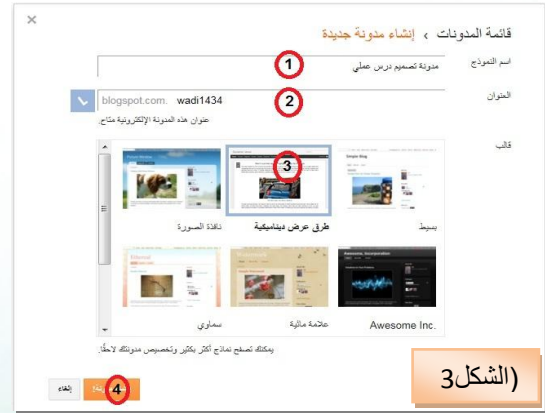 قائمة المدونات › إنشاء مدونة جديدة
اسم النموذج
مدونة تصميم درس عملي
1
العنوان
blogspot.com. wadi1434
2
عنوان هذه المدونة الإلكترونية متاح.
قالب
3
بسيط
طرق عرض ديناميكية
نافذة الصورة
Awesome Inc.
علامة مائية
سماوي
يمكنك تصفح نماذج أكثر بكثير وتخصيص مدونتك لاحقًا.
4
إلغاء
(الشكل3